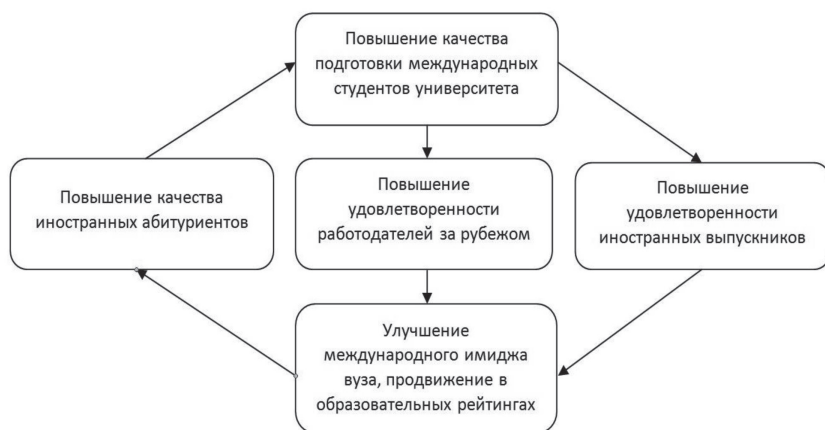 Повышение качества
подготовки международных
студентов университета
Повышение качества
иностранных абитуриентов
Повышение
удовлетворенности
работодателей за рубежом
Повышение
удовлетворенности
иностранных выпускников
Улучшение
международного имиджа
вуза, продвижение в
образовательных рейтингах